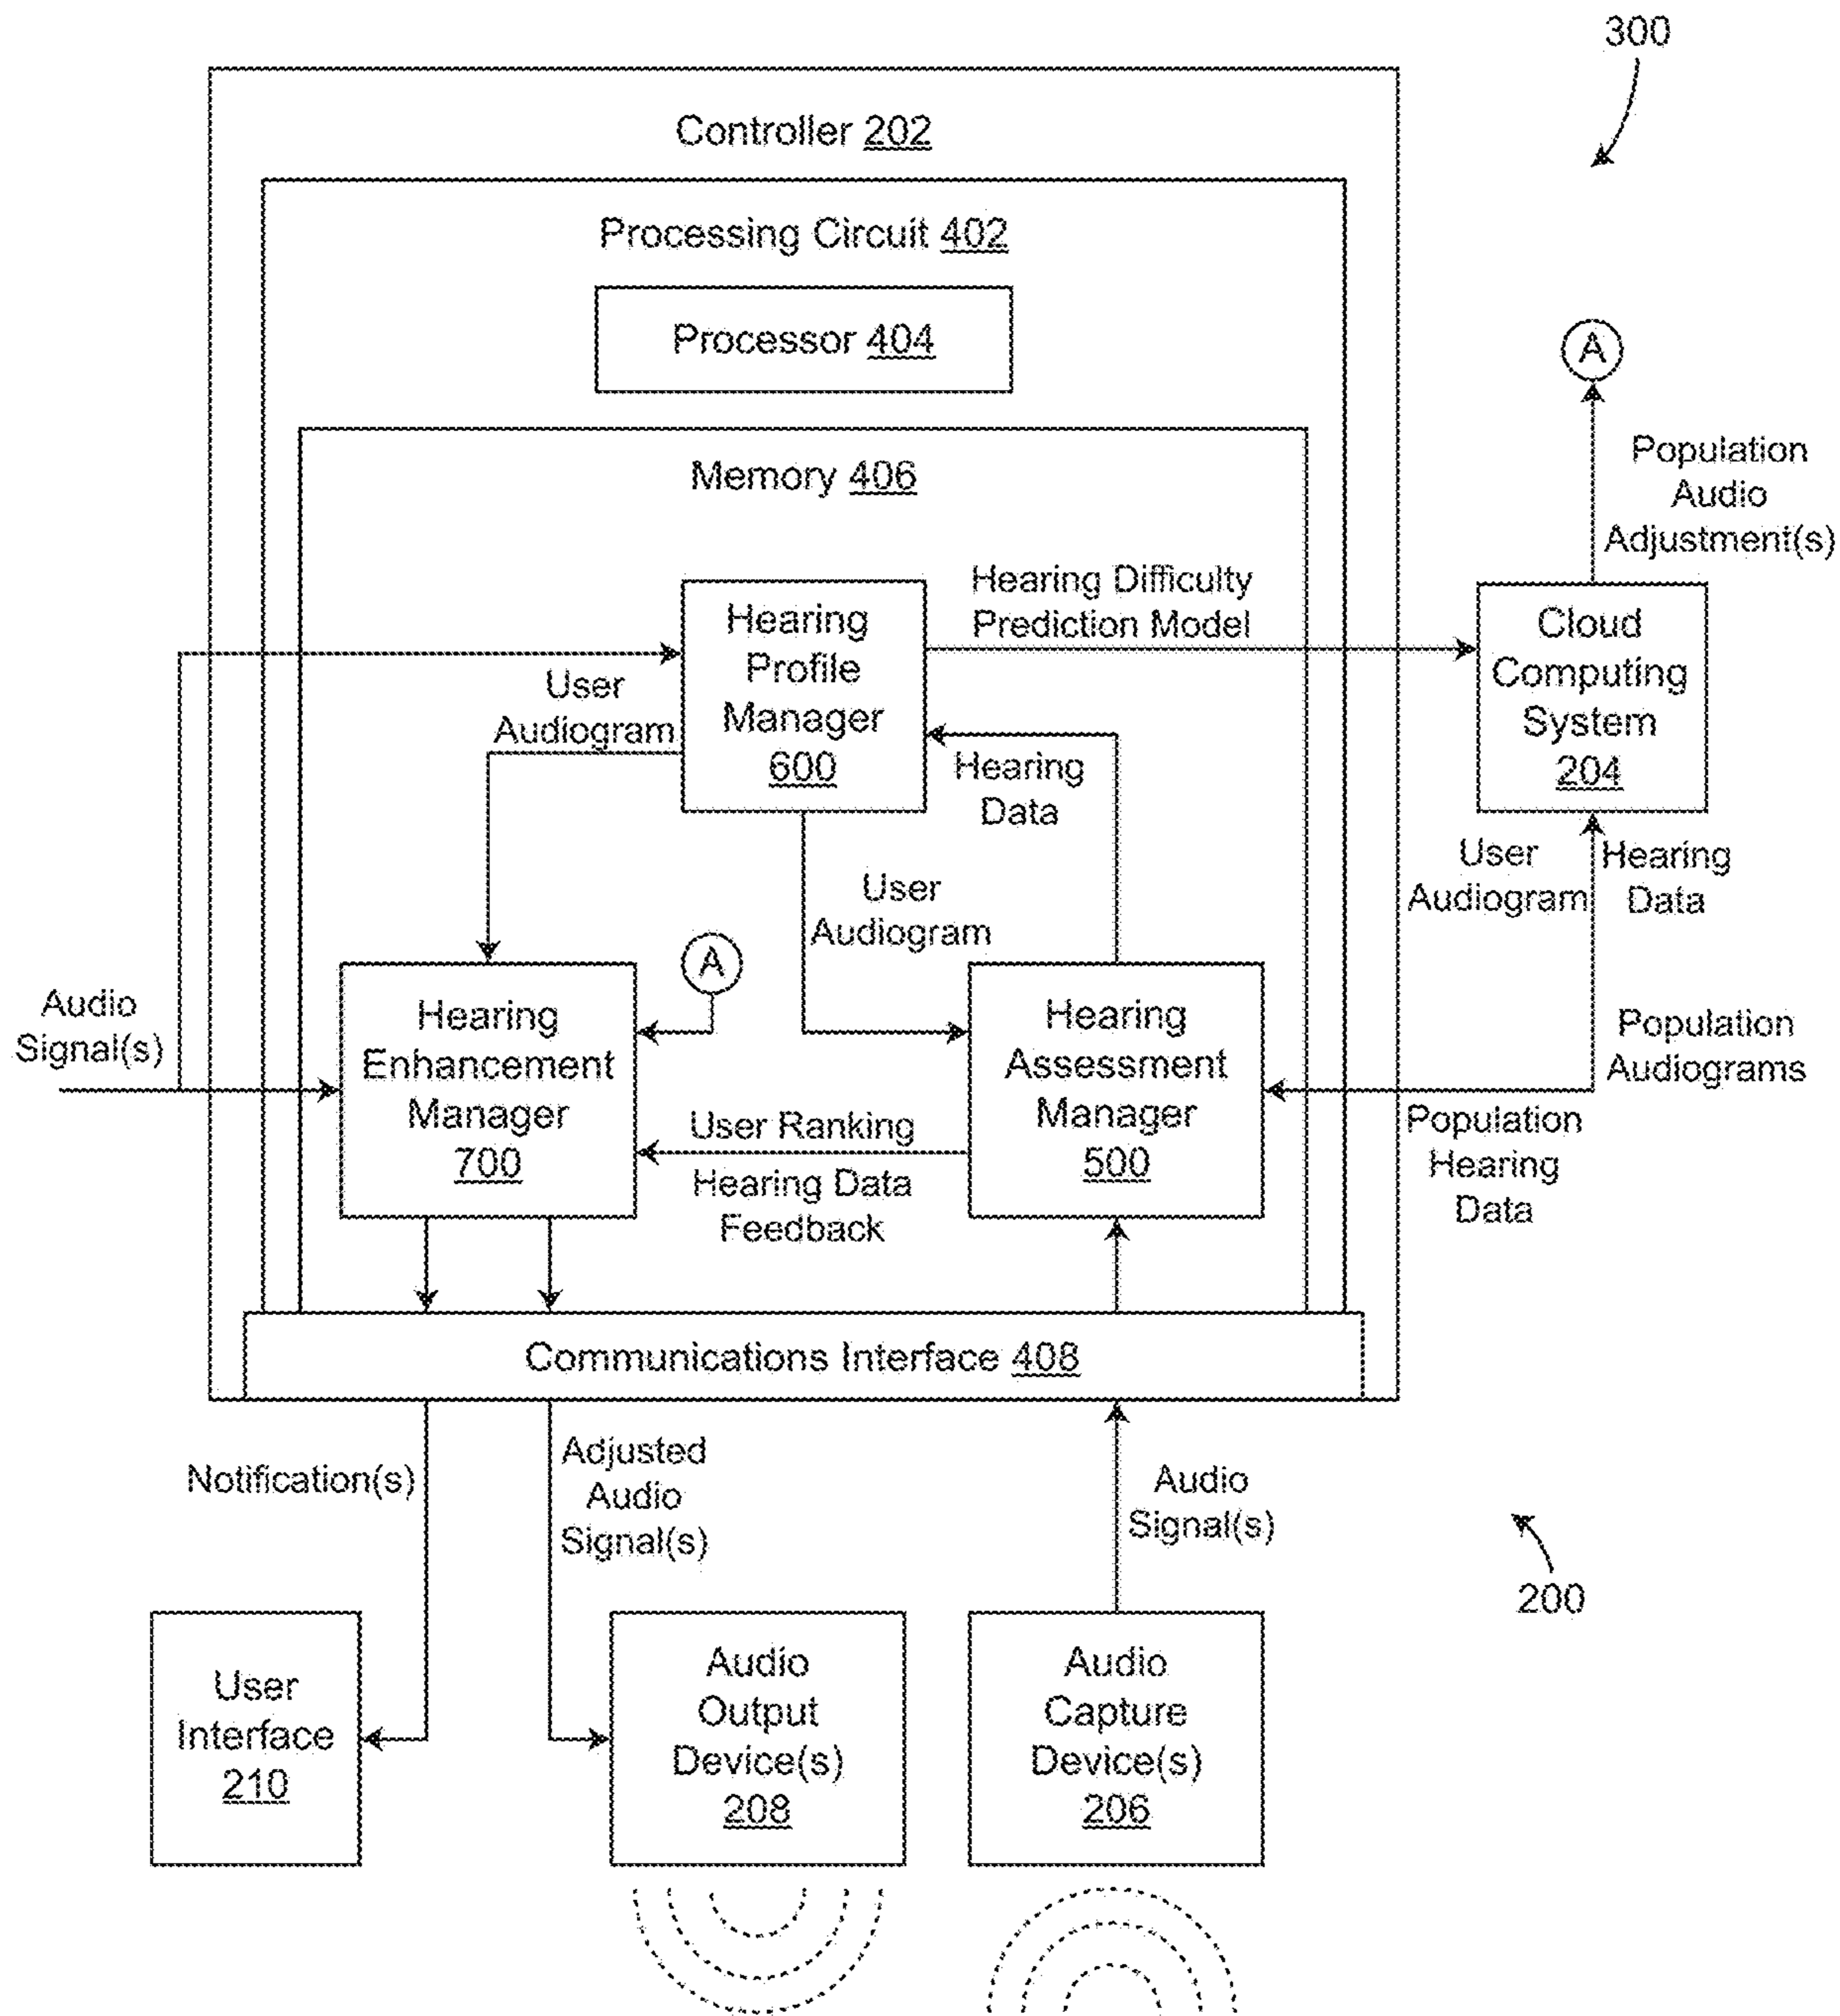 300
Controller 202
Processing Circuit 402
Processor 404
A
Memory 406
Population
Audio
Adjustment(s)
Hearing Difficulty
Prediction Model
Hearing
Profile
Manager
600
Cloud
Computing
System
204
User
Audiogram
Hearing
Data
User
Audiogram
Hearing
Data
User
Audiogram
A
Audio
Signal(s)
Hearing
Enhancement
Manager
700
Hearing
Assessment
Manager
500
Population
Audiograms
User Ranking
Hearing Data
Feedback
Population
Hearing
Data
Communications Interface 408
Notification(s)
Adjusted
Audio
Signal(s)
Audio
Signal(s)
200
User
Interface
210
Audio
Output
Device(s)
208
Audio
Capture
Device(s)
206